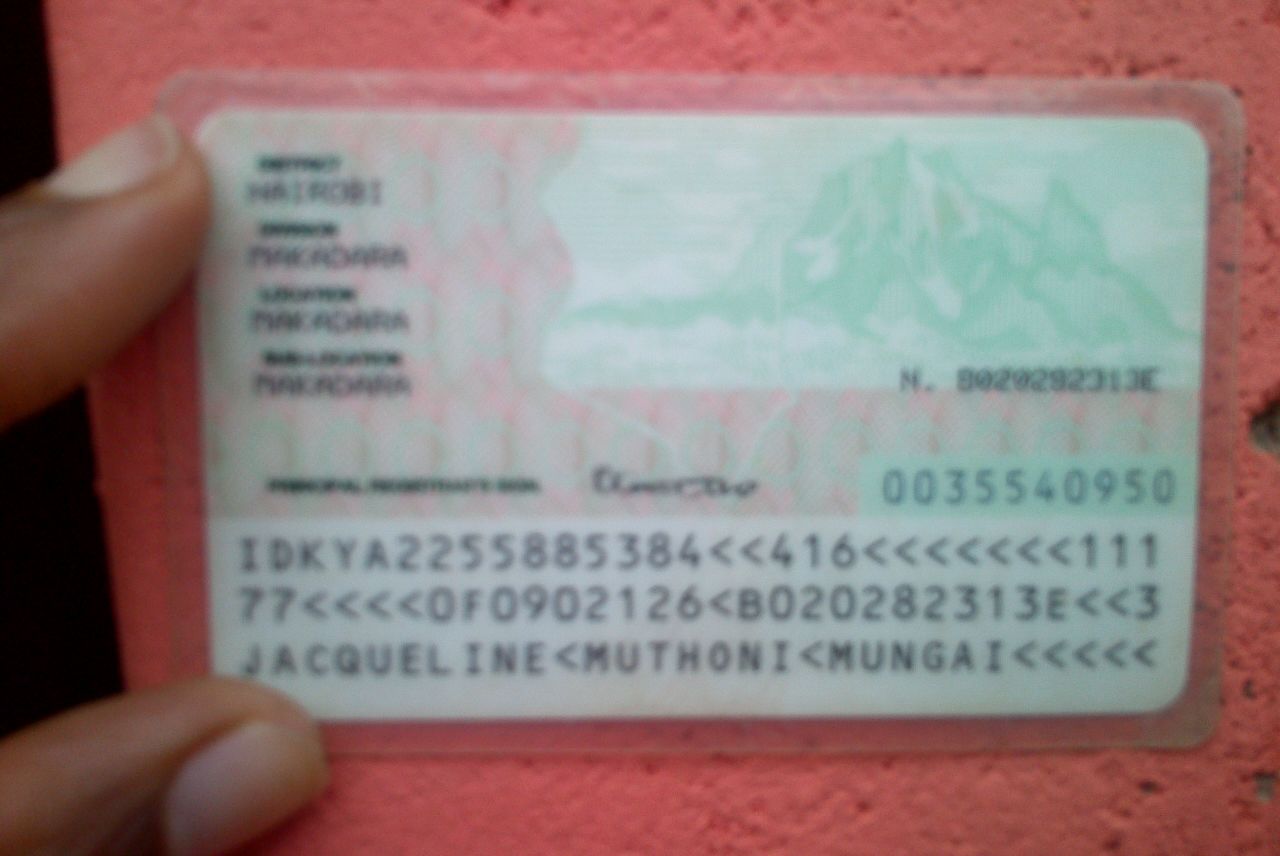 DISTRICT
NAIROBI
DIVISION
MAKADARA
LOCATION
MAKADARA
SUB-LOCATION
MAKADARA
N. B020282313E
PRINCIPAL REGISTRAR'S SIGN.
0035540950
IDKYA2255885384<<416<<<<<<<111
77<<<<0F0902126<B020282313E<<3
JACQUELINE<MUTHONI<MUNGAI<<<<<